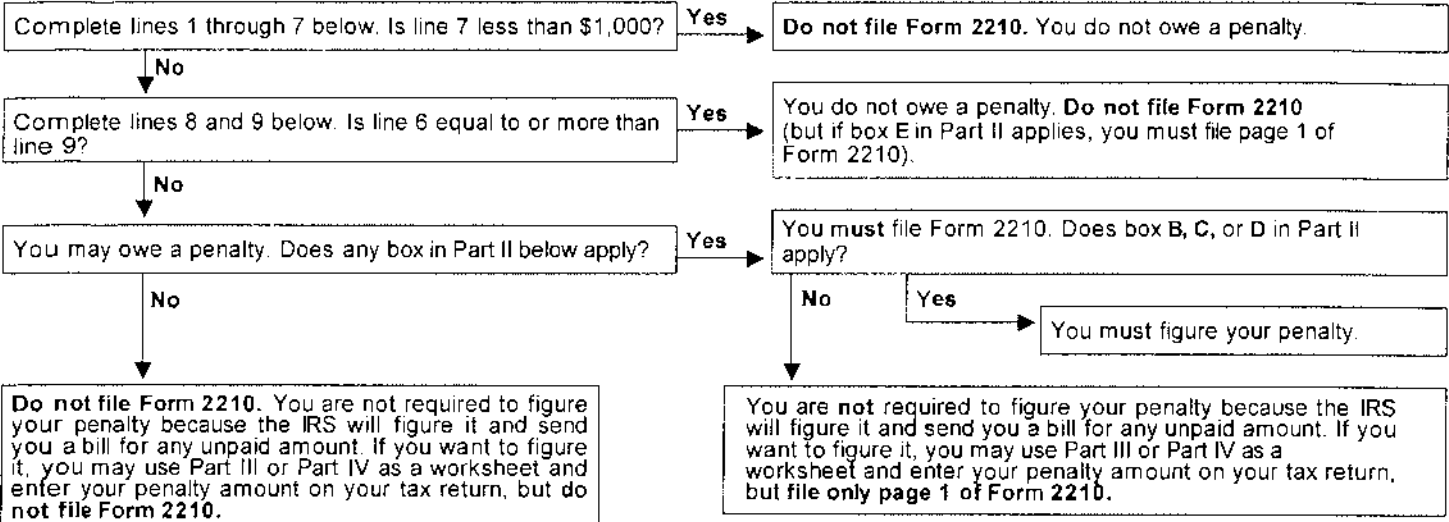 Complete lines 1 through 7 below. Is line 7 less than $1,000?
Yes
Do not file Form 2210. You do not owe a penalty.
No
Complete lines 8 and 9 below. Is line 6 equal to or more than
line 9?
Yes
You do not owe a penalty. Do not file Form 2210
(but if box E in Part II applies, you must file page 1 of
Form 2210).
No
You may owe a penalty. Does any box in Part II below apply?
Yes
You must file Form 2210. Does box B, C, or D in Part II
apply?
No
No
Yes
You must figure your penalty.
Do not file Form 2210. You are not required to figure
your penalty because the IRS will figure it and send
you a bill for any unpaid amount. If you want to figure
it, you may use Part III or Part IV as a worksheet and
enter your penalty amount on your tax return, but do
not file Form 2210.
You are not required to figure your penalty because the IRS
will figure it and send you a bill for any unpaid amount. If you
want to figure it, you may use Part III or Part IV as a
worksheet and enter your penalty amount on your tax return,
but file only page 1 of Form 2210.